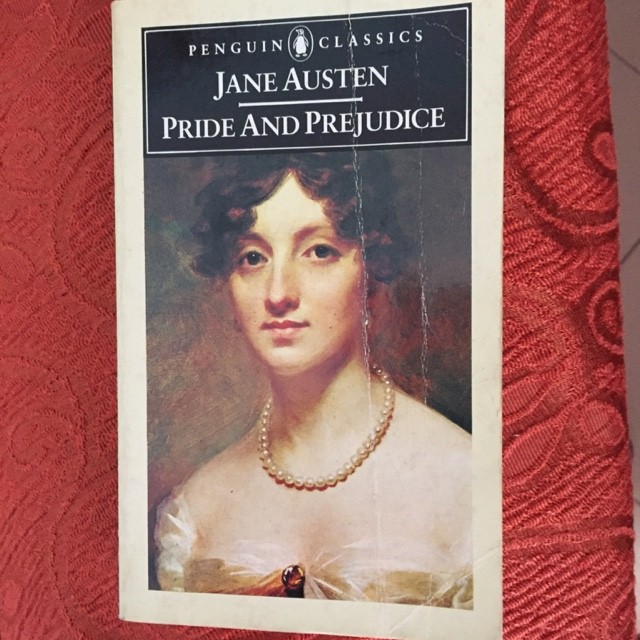 PENGUIN CLASSICS
JANE AUSTEN
PRIDE AND PREJUDICE